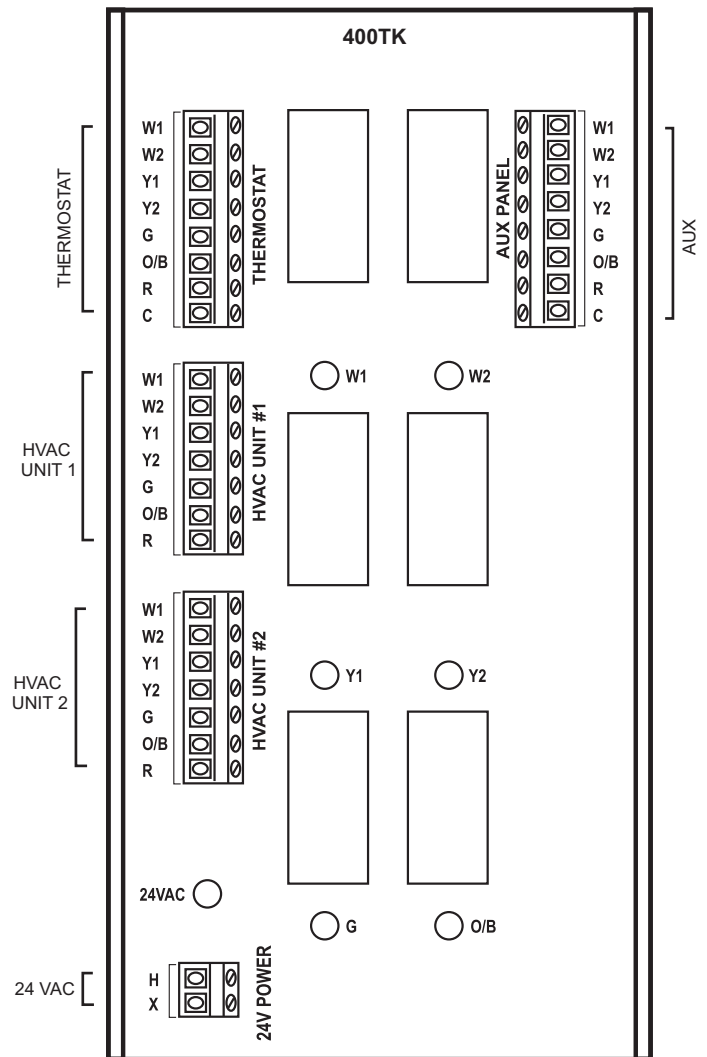 400TK
THERMOSTAT
W1
W2
Y1
Y2
G
O/B
R
C
THERMOSTAT
AUX PANEL
W1
W2
Y1
Y2
G
O/B
R
C
AUX
HVAC
UNIT 1
W1
W2
Y1
Y2
G
O/B
R
HVAC UNIT #1
W1
W2
HVAC
UNIT 2
W1
W2
Y1
Y2
G
O/B
R
HVAC UNIT #2
Y1
Y2
24VAC
G
O/B
24 VAC
H
X
24V POWER